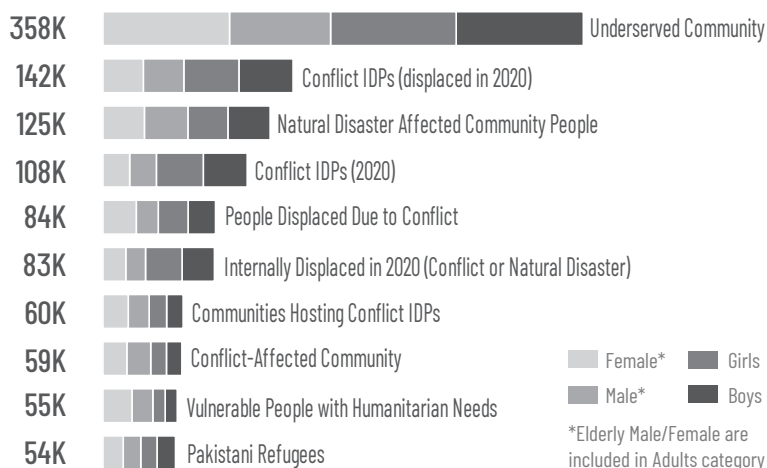 358K Underserved Community
142K Conflict IDPs (displaced in 2020)
125K Natural Disaster Affected Community People
108K Conflict IDPs (2020)
84K People Displaced Due to Conflict
83K Internally Displaced in 2020 (Conflict or Natural Disaster)
60K Communities Hosting Conflict IDPs
59K Conflict-Affected Community
55K Vulnerable People with Humanitarian Needs
54K Pakistani Refugees
Female* Girls
Male* Boys
*Elderly Male/Female are
included in Adults category